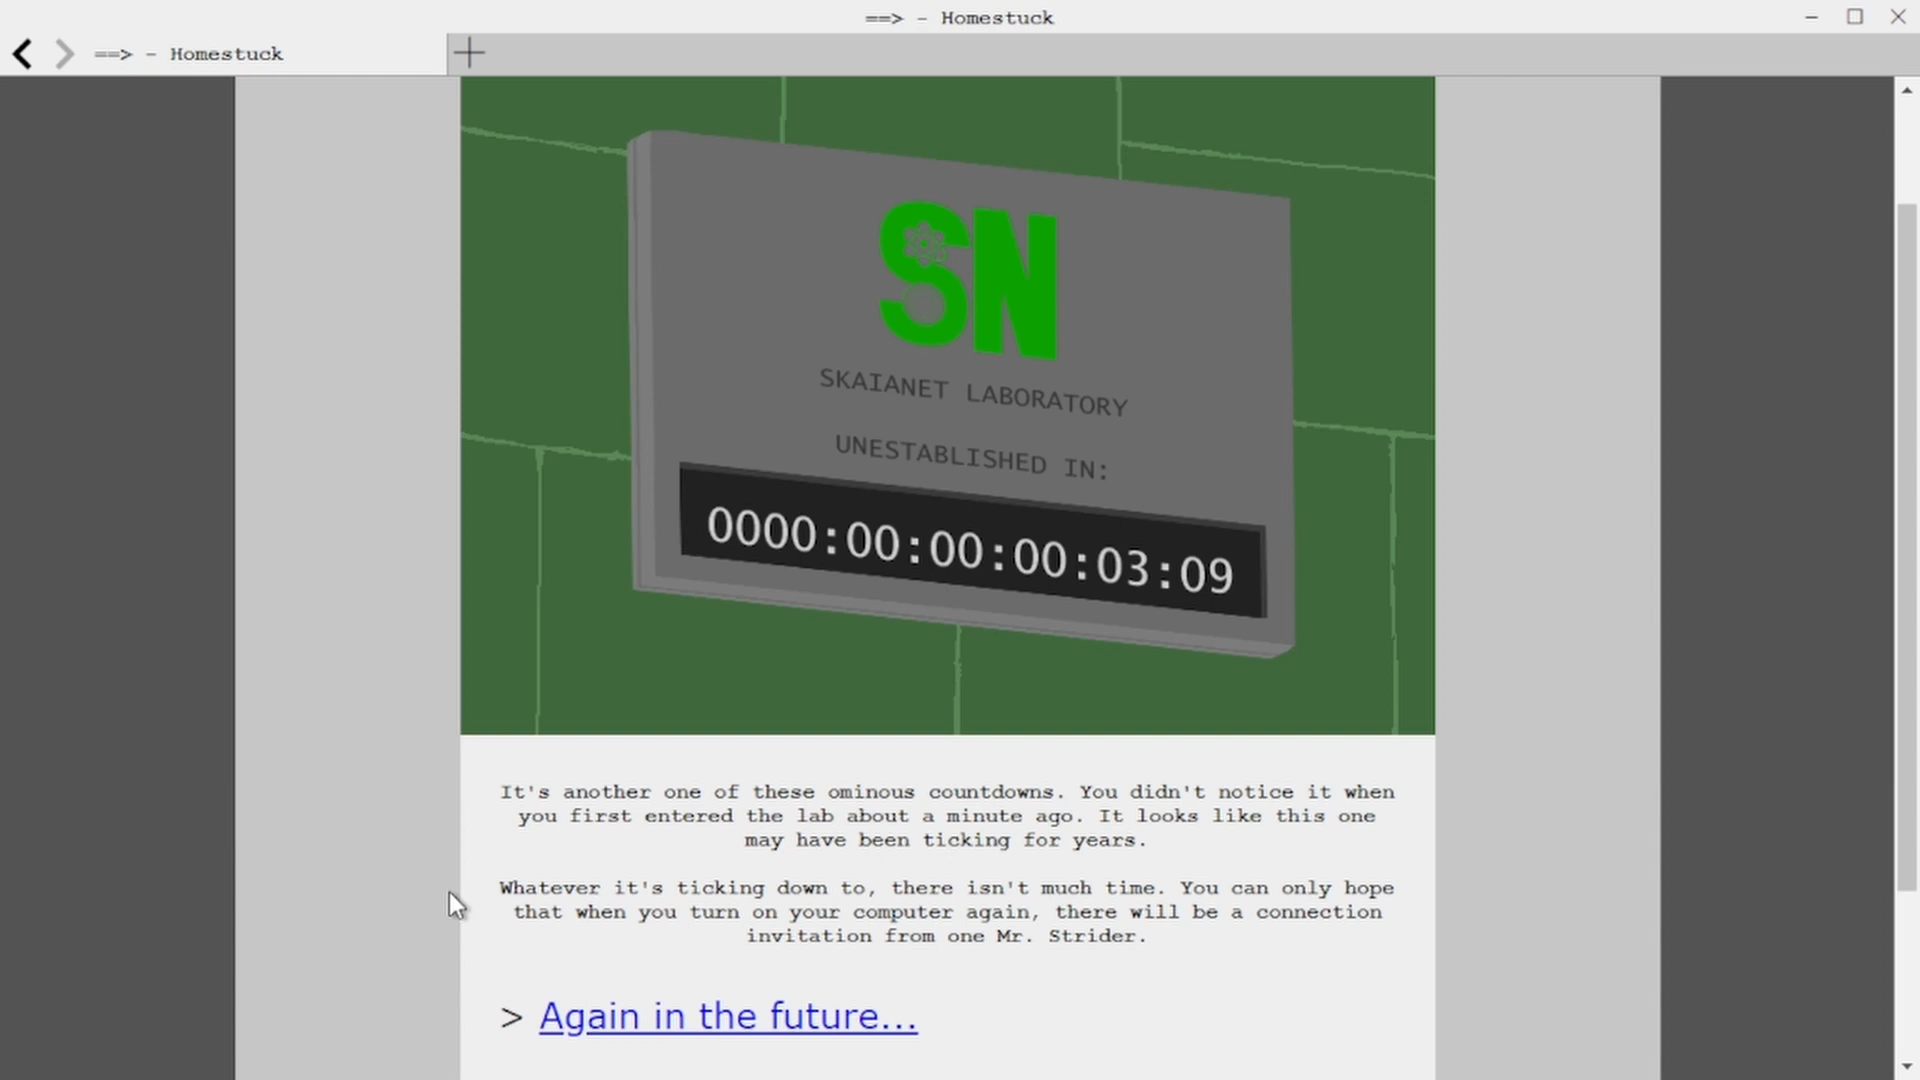 ==> - Homestuck
==> - Homestuck
SN
SKAIANET LABORATORY
UNESTABLISHED IN:
0000:00:00:00:03:09
It's another one of these ominous countdowns. You didn't notice it when
you first entered the lab about a minute ago. It looks like this one
may have been ticking for years.
Whatever it's ticking down to, there isn't much time. You can only hope
that when you turn on your computer again, there will be a connection
invitation from one Mr. Strider.
> Again in the future...